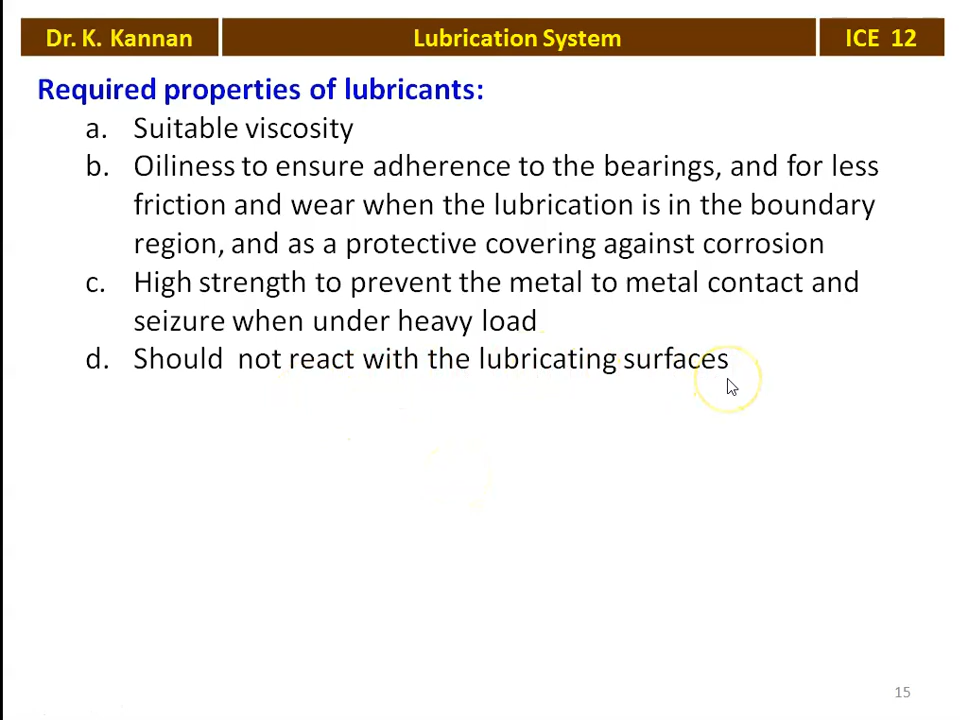 Dr. K. Kannan
Lubrication System
ICE 12
Required properties of lubricants:
a. Suitable viscosity
b. Oiliness to ensure adherence to the bearings, and for less
friction and wear when the lubrication is in the boundary
region, and as a protective covering against corrosion
c. High strength to prevent the metal to metal contact and
seizure when under heavy load
d. Should not react with the lubricating surfaces
15